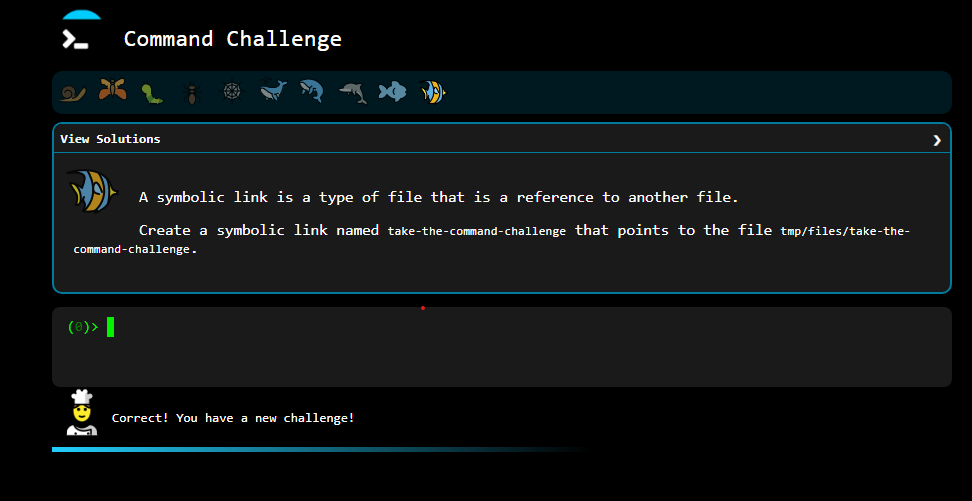 Command Challenge
View Solutions
A symbolic link is a type of file that is a reference to another file.
Create a symbolic link named take-the-command-challenge that points to the file tmp/files/take-the-
command-challenge.
(0)>
Correct! You have a new challenge!